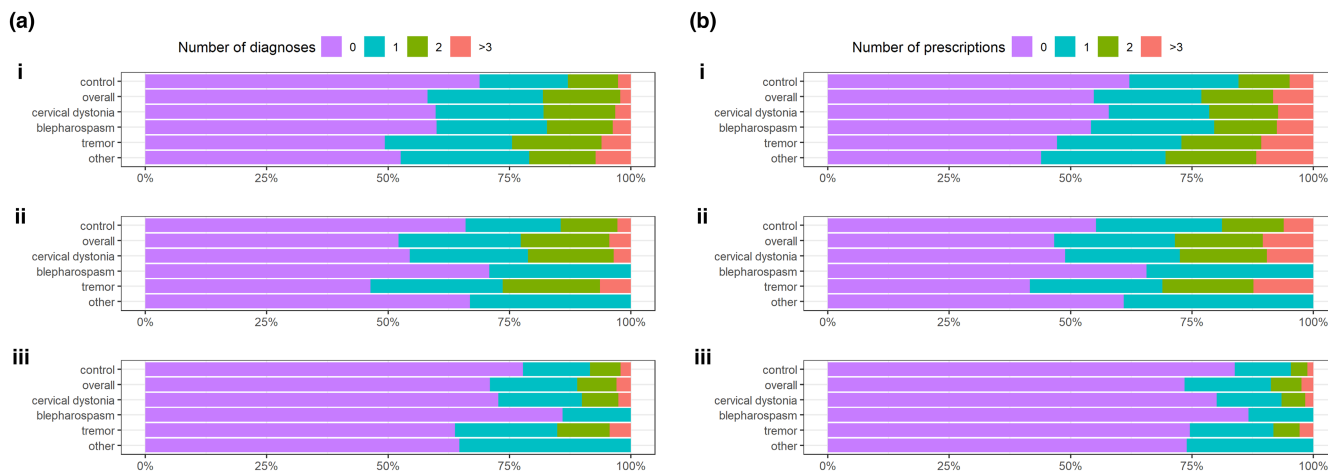 (a)
Number of diagnoses 0 1 2 >3
i
control
overall
cervical dystonia
blepharospasm
tremor
other
0% 25% 50% 75% 100%
ii
control
overall
cervical dystonia
blepharospasm
tremor
other
0% 25% 50% 75% 100%
iii
control
overall
cervical dystonia
blepharospasm
tremor
other
0% 25% 50% 75% 100%
(b)
Number of prescriptions 0 1 2 >3
i
control
overall
cervical dystonia
blepharospasm
tremor
other
0% 25% 50% 75% 100%
ii
control
overall
cervical dystonia
blepharospasm
tremor
other
0% 25% 50% 75% 100%
iii
control
overall
cervical dystonia
blepharospasm
tremor
other
0% 25% 50% 75% 100%